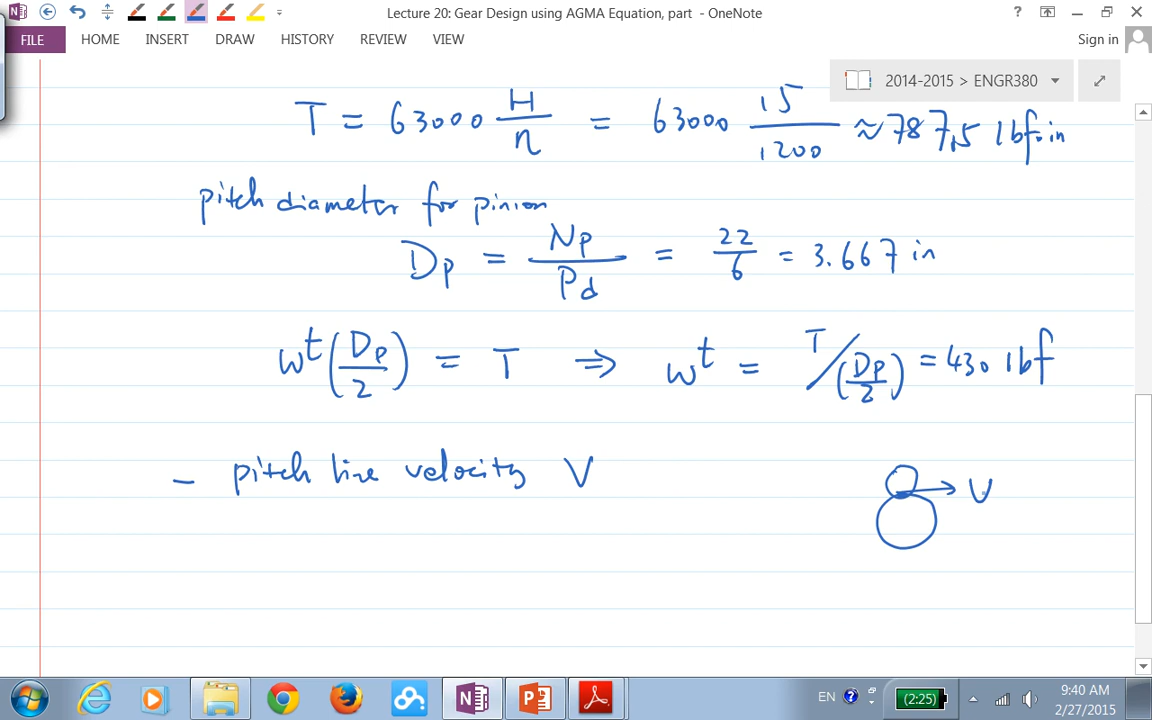 Lecture 20: Gear Design using AGMA Equation, part - OneNote
FILE HOME INSERT DRAW HISTORY REVIEW VIEW Sign in
2014-2015 > ENGR380
T = 63000 H/n = 63000 15/1200 ≈ 787.5 lbf·in
pitch diameter for pinion
Dp = Np/Pd = 22/6 = 3.667 in
Wt(Dp/2) = T ⇒ Wt = T/(Dp/2) = 430 lbf
- pitch line velocity V
V
EN (2:25) 9:40 AM
2/27/2015